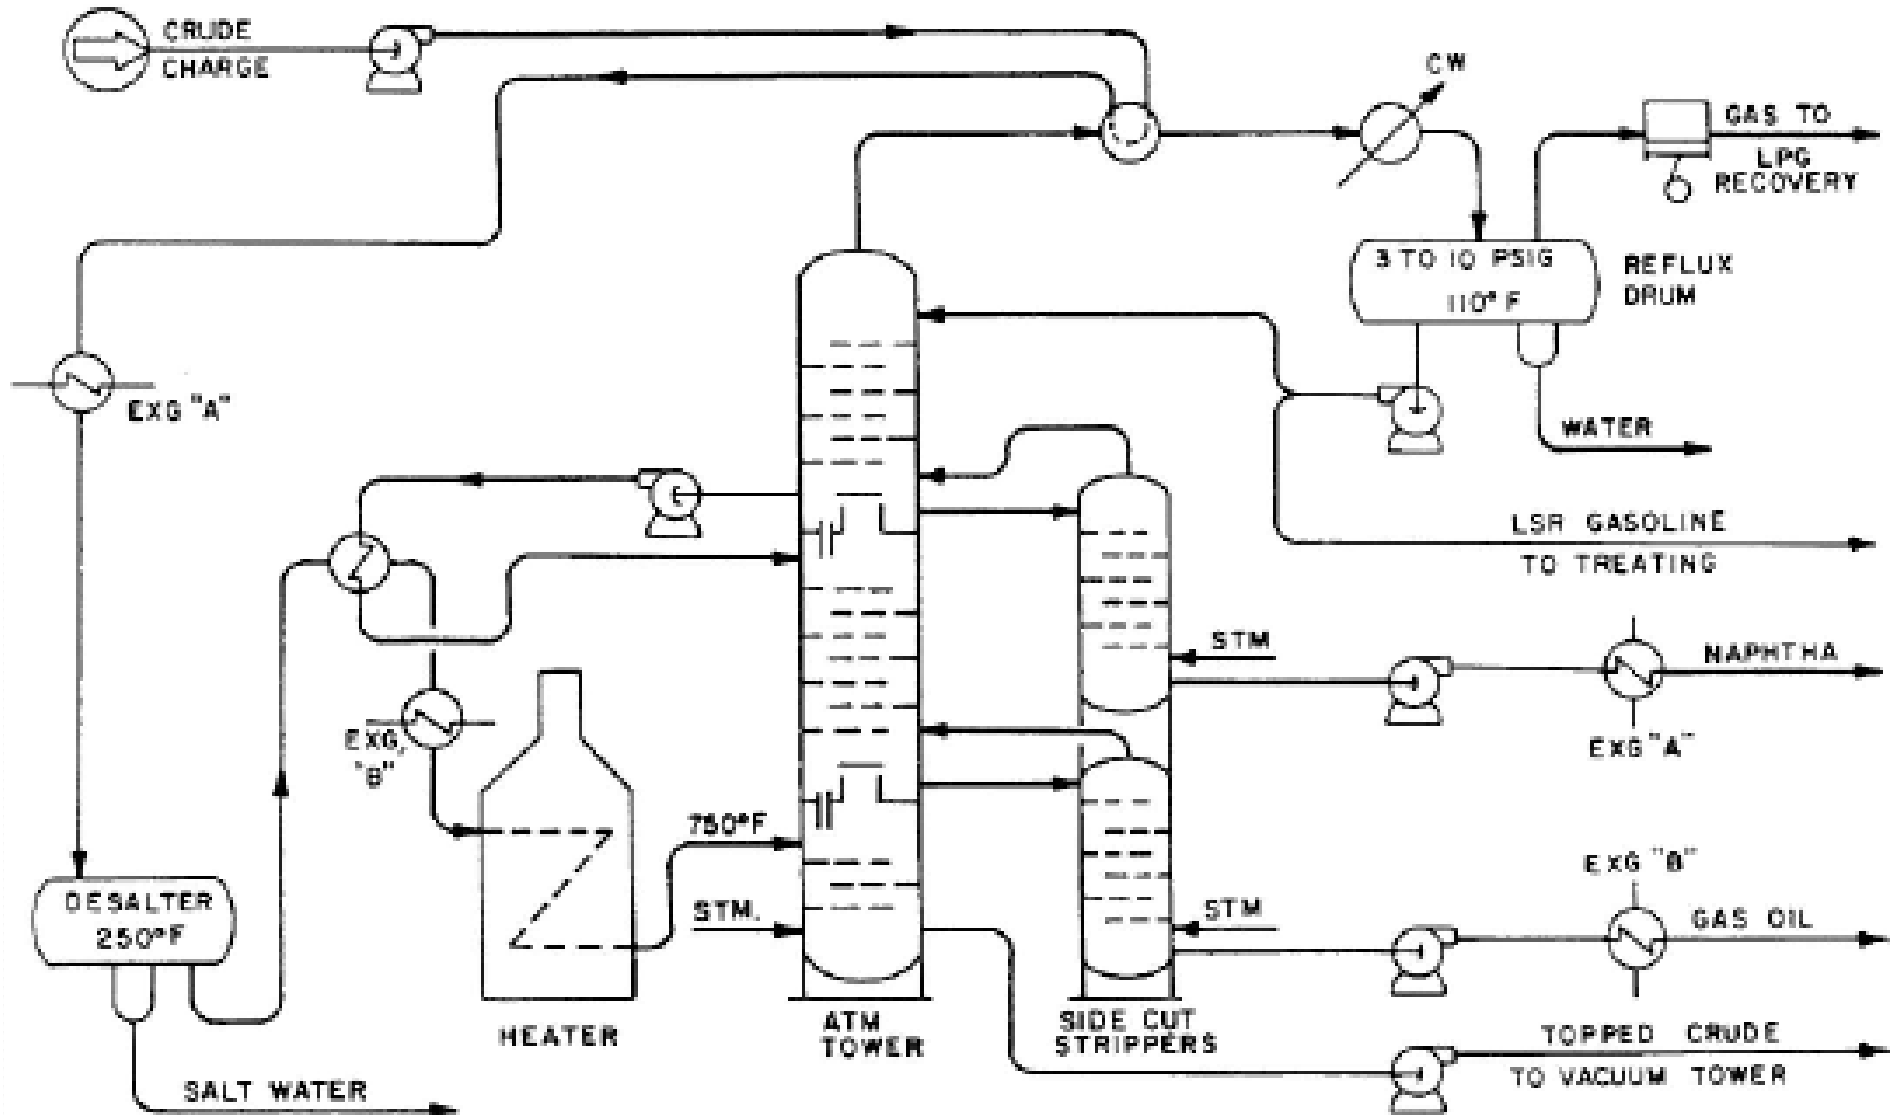 CRUDE
CHARGE
CW
GAS TO
LPG
RECOVERY
3 TO 10 PSIG
110° F
REFLUX
DRUM
EXG "A"
WATER
LSR GASOLINE
TO TREATING
STM
NAPHTHA
EXG "A"
EXG.
"B"
750°F
DESALTER
250°F
STM.
STM
EXG "B"
GAS OIL
HEATER
ATM
TOWER
SIDE CUT
STRIPPERS
TOPPED CRUDE
TO VACUUM TOWER
SALT WATER